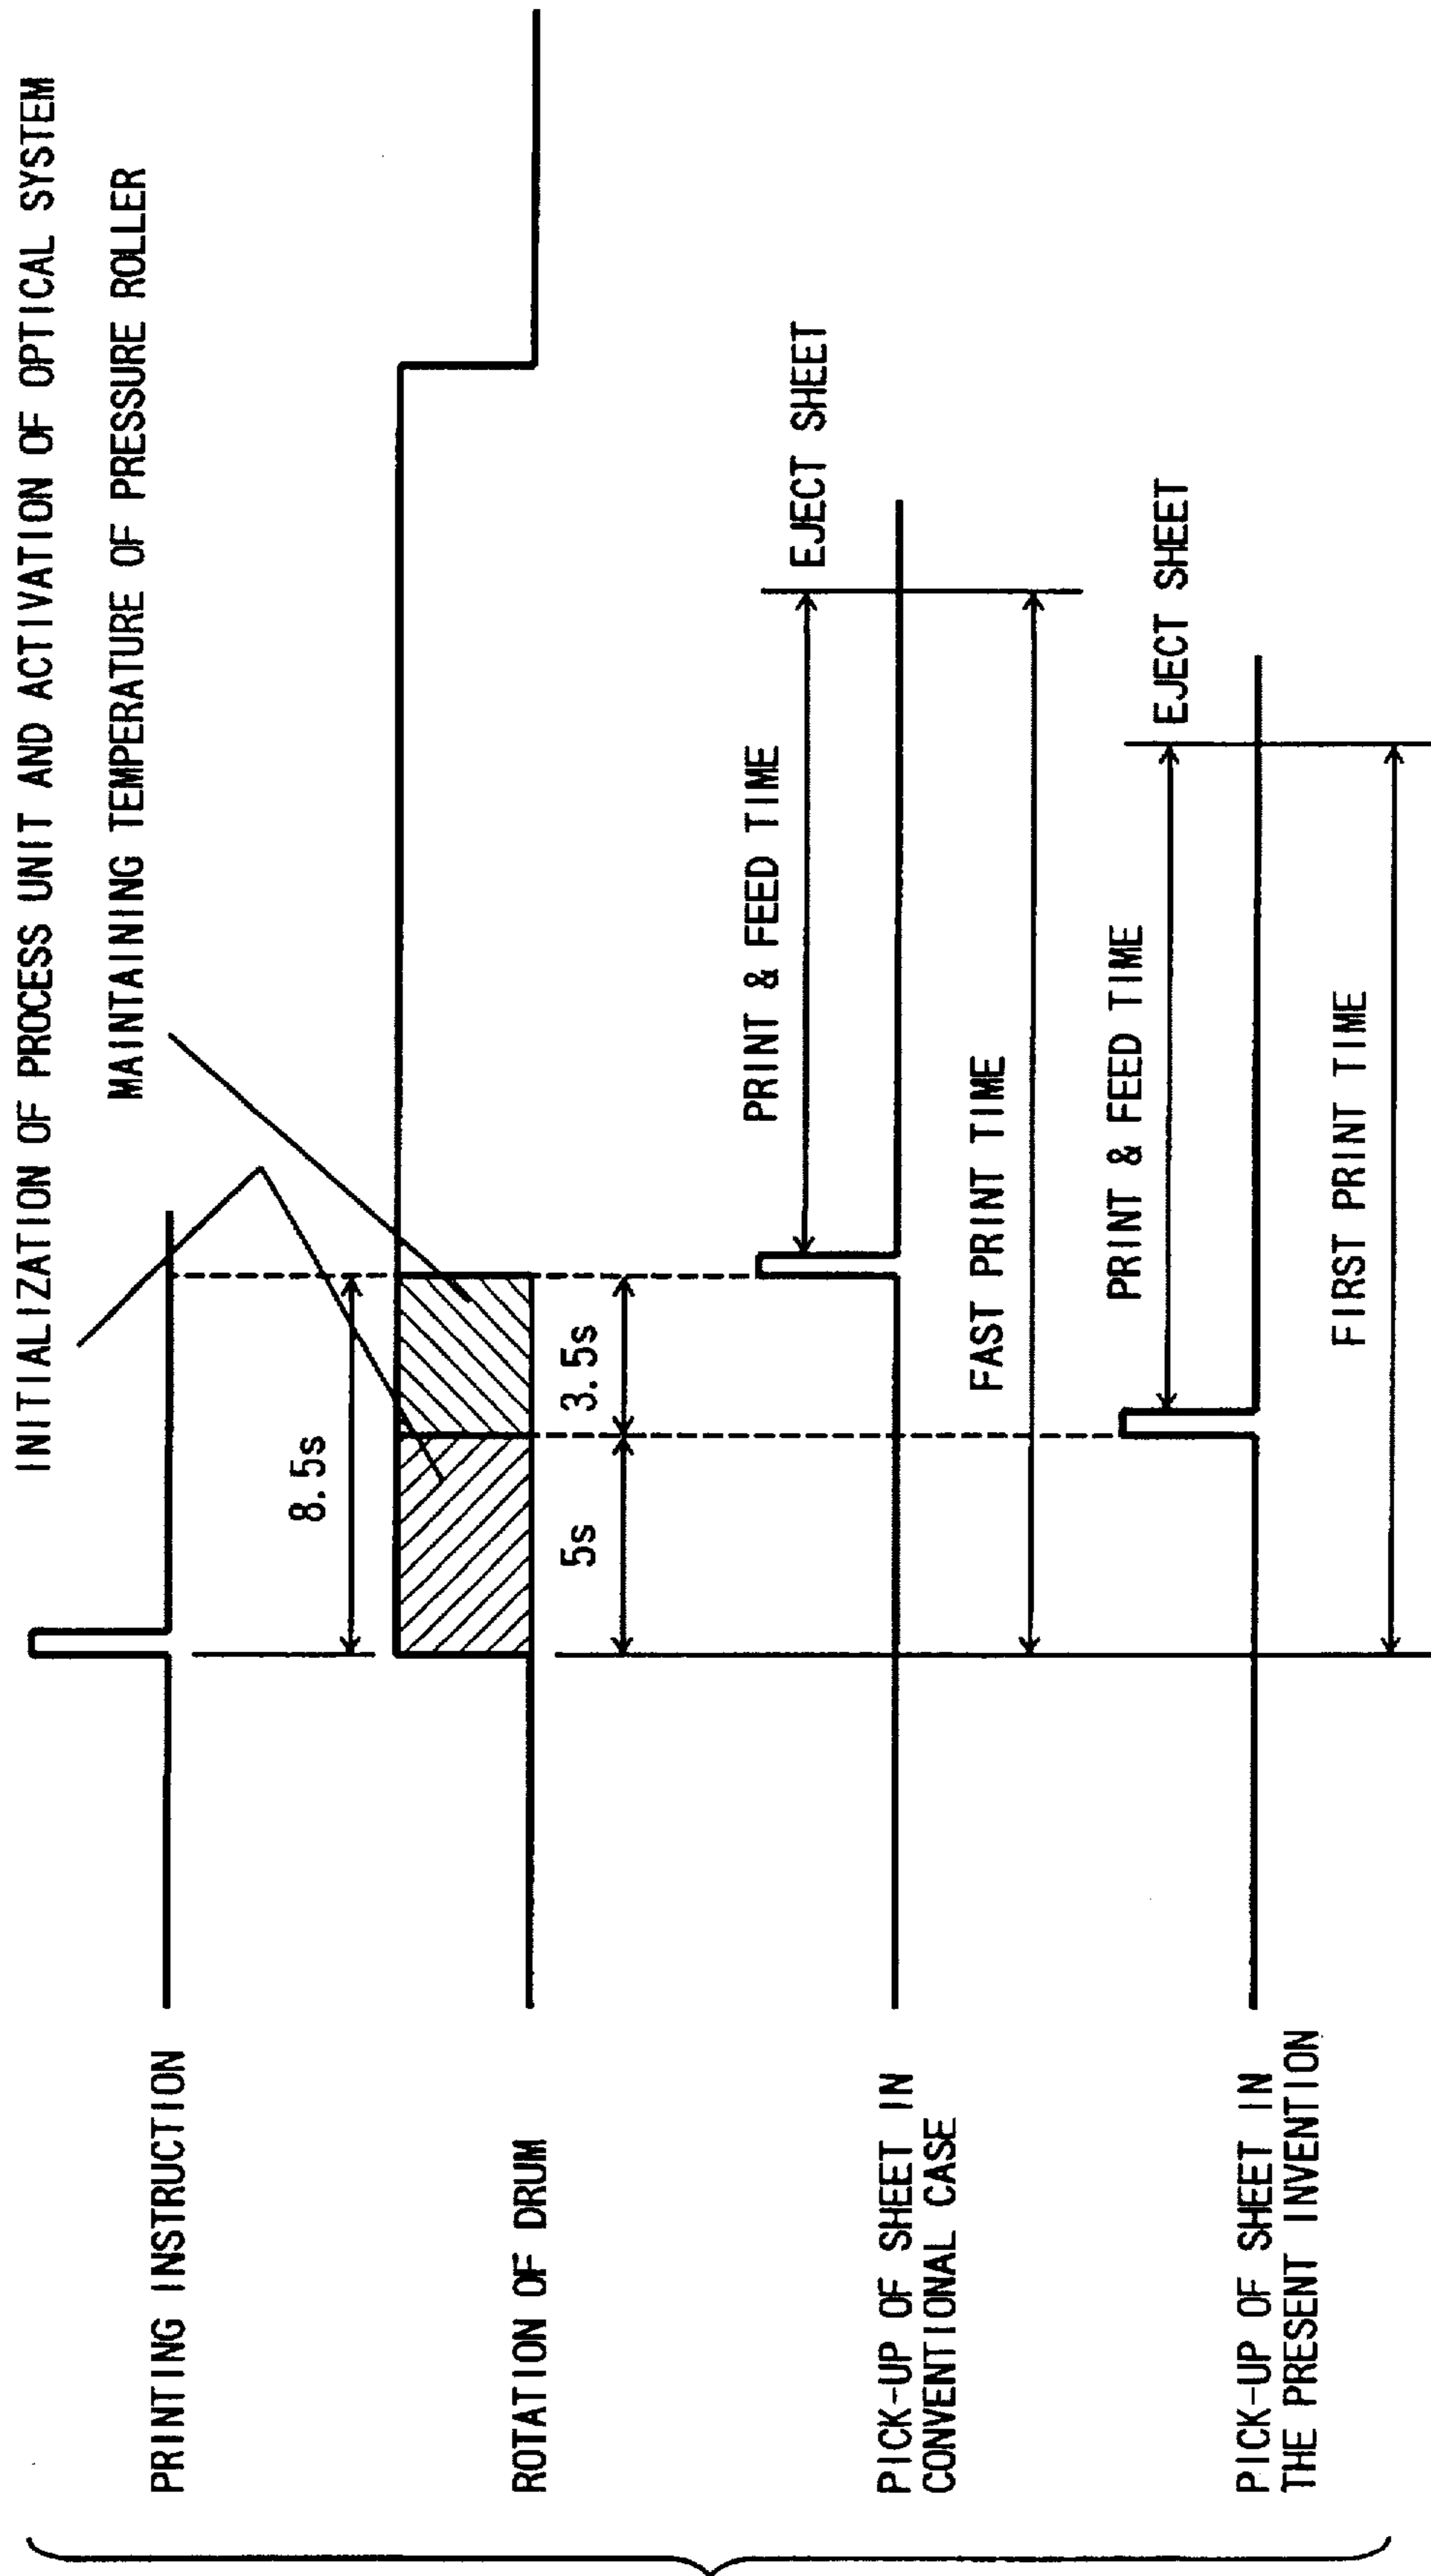 INITIALIZATION OF PROCESS UNIT AND ACTIVATION OF OPTICAL SYSTEM
MAINTAINING TEMPERATURE OF PRESSURE ROLLER
PRINTING INSTRUCTION
8.5s
ROTATION OF DRUM
5s
3.5s
PRINT & FEED TIME
EJECT SHEET
PICK-UP OF SHEET IN
CONVENTIONAL CASE
FAST PRINT TIME
PRINT & FEED TIME
EJECT SHEET
PICK-UP OF SHEET IN
THE PRESENT INVENTION
FIRST PRINT TIME